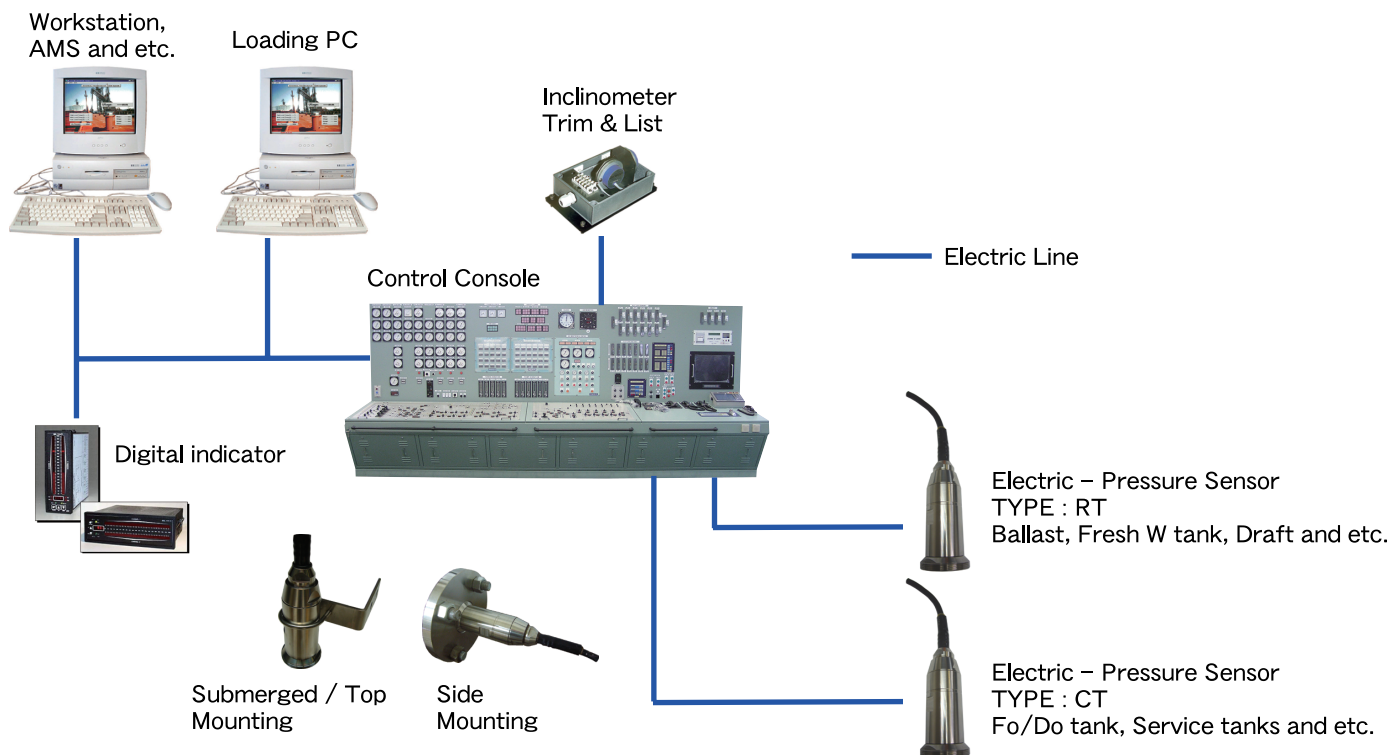 Workstation,
AMS and etc.
Loading PC
Inclinometer
Trim & List
Electric Line
Control Console
Digital indicator
Electric – Pressure Sensor
TYPE : RT
Ballast, Fresh W tank, Draft and etc.
Submerged / Top
Mounting
Side
Mounting
Electric – Pressure Sensor
TYPE : CT
Fo/Do tank, Service tanks and etc.